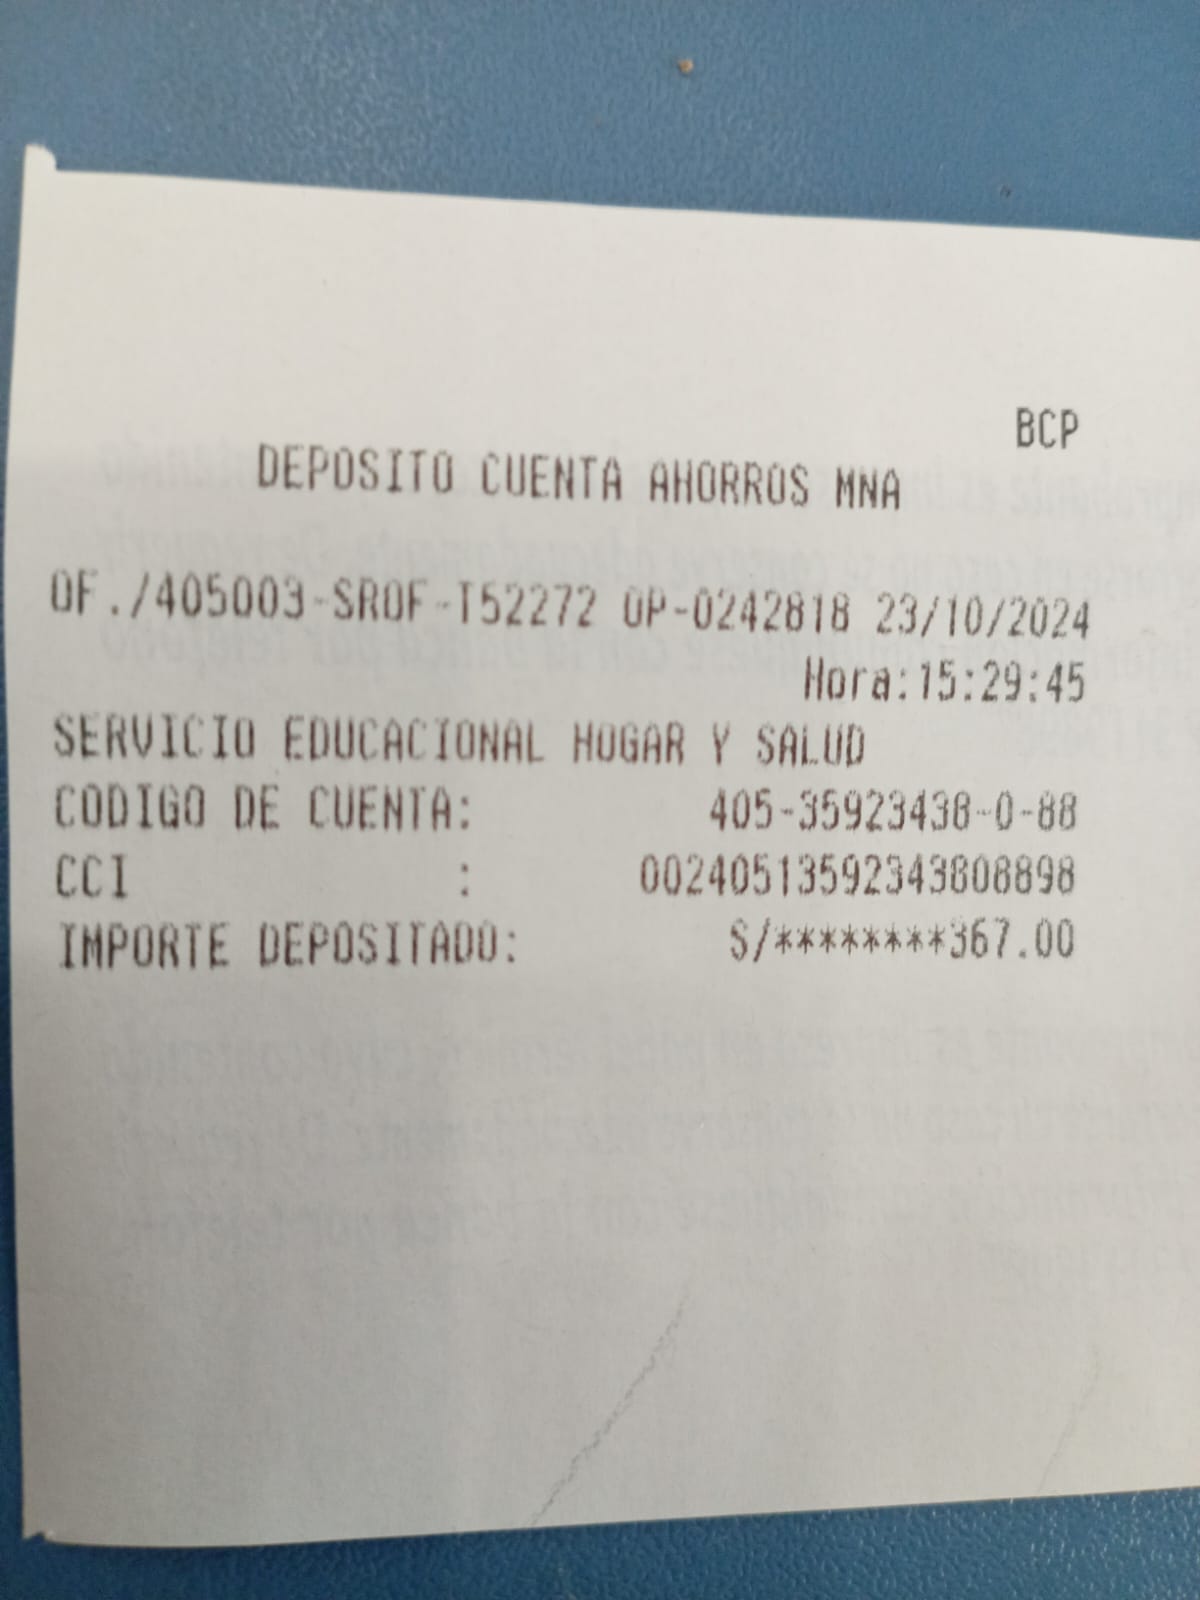 BCP
DEPOSITO CUENTA AHORROS MNA
OF./405003-SROF-T52272 OP-0242818 23/10/2024
Hora:15:29:45
SERVICIO EDUCACIONAL HOGAR Y SALUD
CODIGO DE CUENTA: 405-35923438-0-88
CCI : 00240513592343808898
IMPORTE DEPOSITADO: S/********367.00